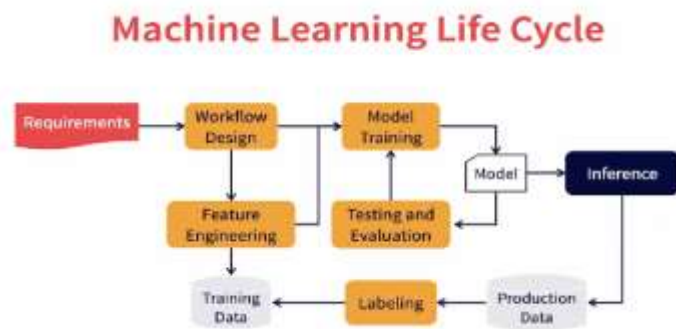 Machine Learning Life Cycle
Requirements
Workflow
Design
Model
Training
Model
Inference
Feature
Engineering
Testing and
Evaluation
Training
Data
Labeling
Production
Data